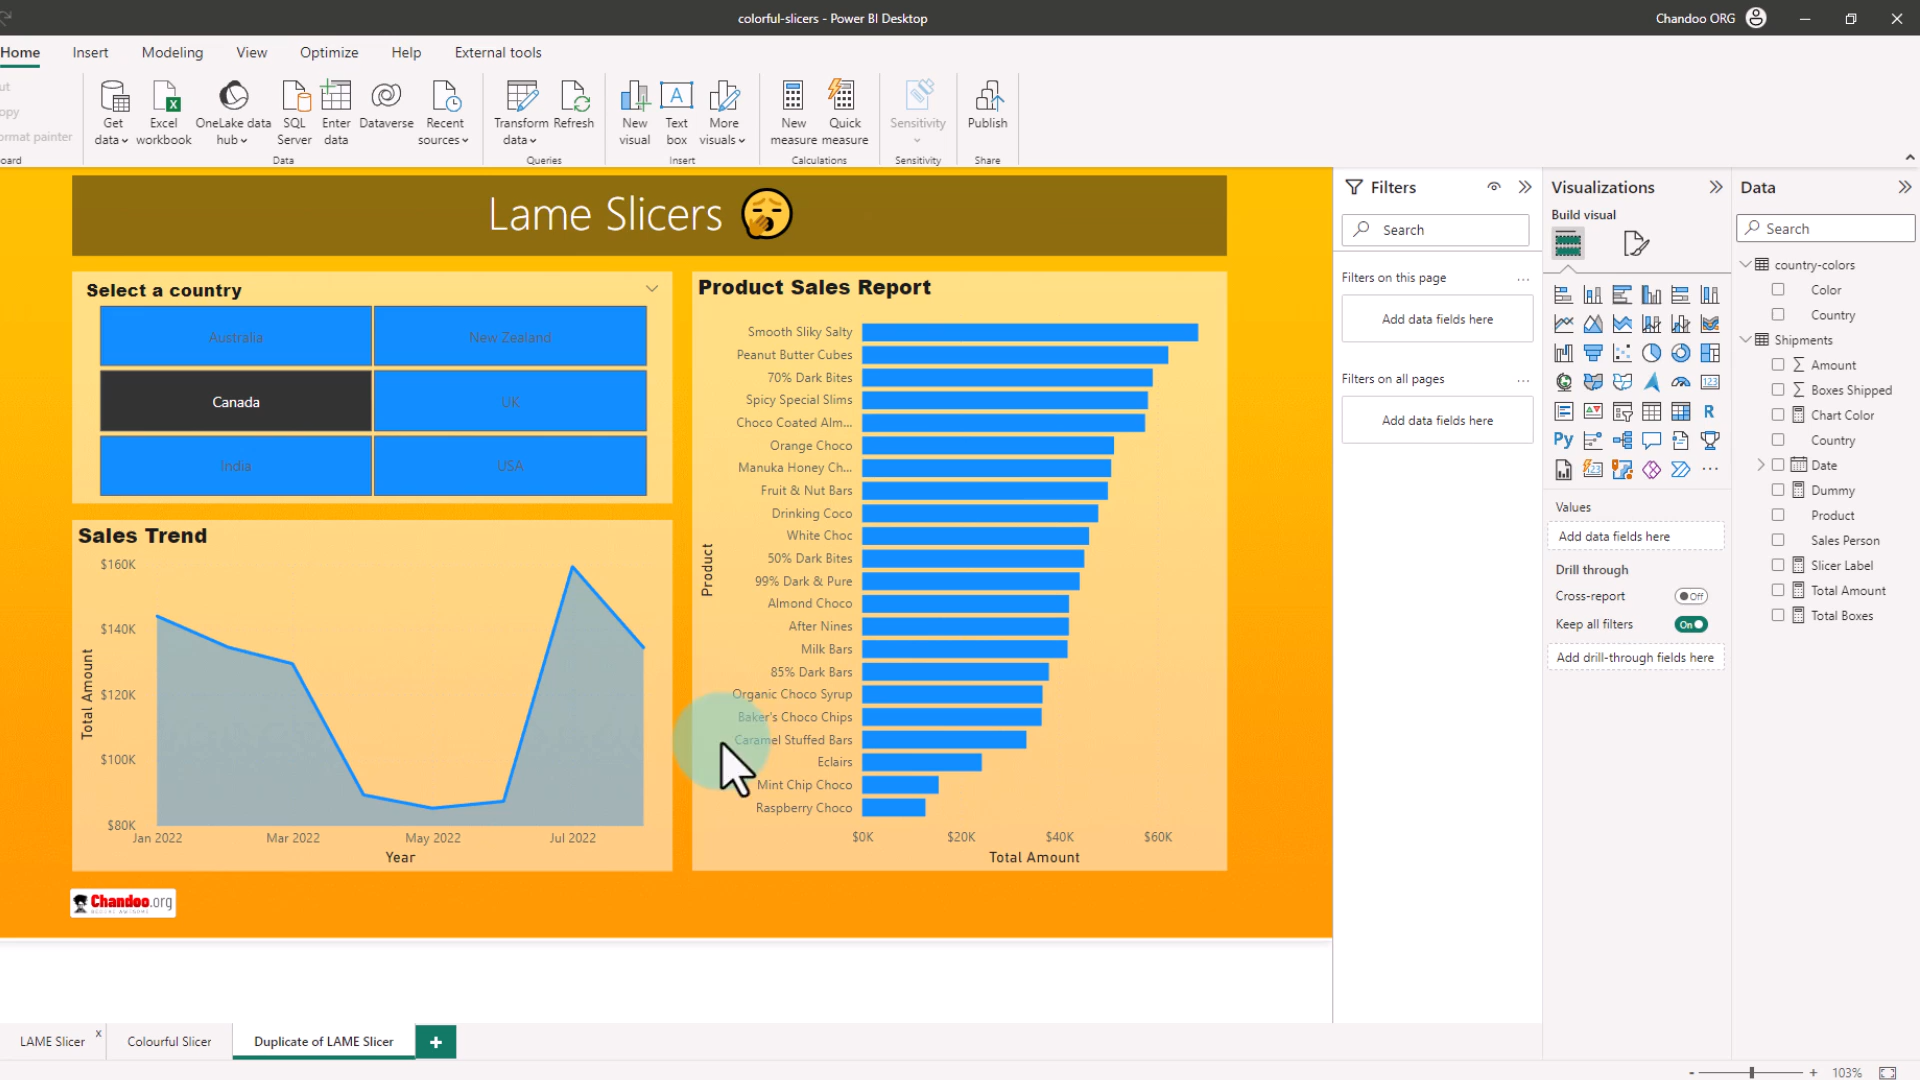 colorful-slicers - Power BI Desktop
Chandoo ORG
Home Insert Modeling View Optimize Help External tools
ut
opy
ormat painter
oard
Get data
Excel workbook
OneLake data hub
SQL Server
Enter data
Dataverse
Recent sources
Data
Transform data
Refresh
Queries
New visual
Text box
More visuals
Insert
New measure
Quick measure
Calculations
Sensitivity
Sensitivity
Publish
Share
Lame Slicers
Select a country
Australia
New Zealand
Canada
UK
India
USA
Sales Trend
$160K
$140K
$120K
$100K
$80K
Total Amount
Jan 2022
Mar 2022
May 2022
Jul 2022
Year
Product Sales Report
Product
Smooth Sliky Salty
Peanut Butter Cubes
70% Dark Bites
Spicy Special Slims
Choco Coated Alm...
Orange Choco
Manuka Honey Ch...
Fruit & Nut Bars
Drinking Coco
White Choc
50% Dark Bites
99% Dark & Pure
Almond Choco
After Nines
Milk Bars
85% Dark Bars
Organic Choco Syrup
Baker's Choco Chips
Caramel Stuffed Bars
Eclairs
Mint Chip Choco
Raspberry Choco
$0K
$20K
$40K
$60K
Total Amount
Chandoo.org
Filters
Search
Filters on this page
...
Add data fields here
Filters on all pages
...
Add data fields here
Visualizations
Build visual
123
R
Py
123
...
Values
Add data fields here
Drill through
Cross-report
Off
Keep all filters
On
Add drill-through fields here
Data
Search
country-colors
Color
Country
Shipments
∑ Amount
∑ Boxes Shipped
Chart Color
Country
Date
Dummy
Product
Sales Person
Slicer Label
Total Amount
Total Boxes
LAME Slicer x
Colourful Slicer
Duplicate of LAME Slicer
+
- + 103%